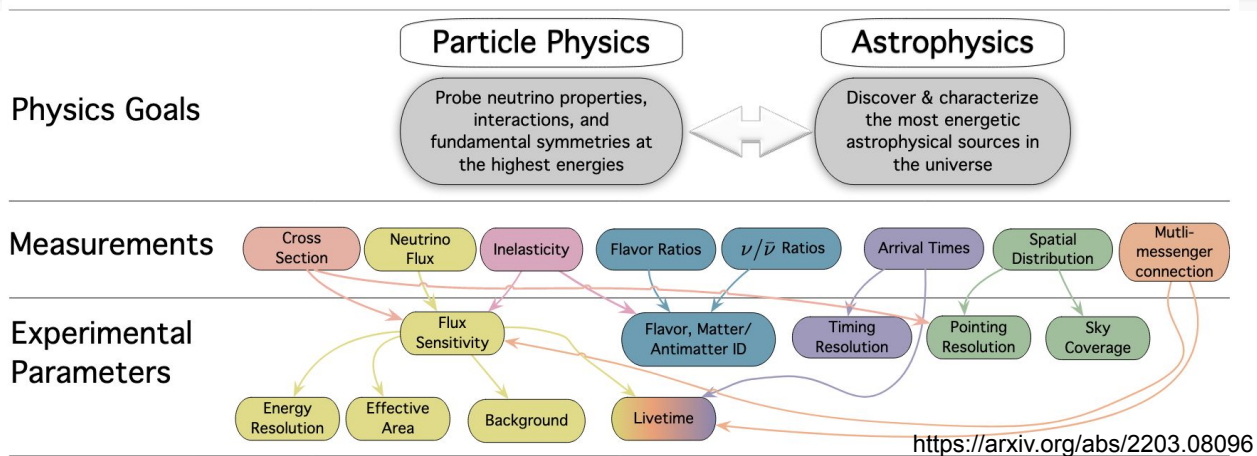 Particle Physics
Astrophysics
Physics Goals
Probe neutrino properties,
interactions, and
fundamental symmetries at
the highest energies
Discover & characterize
the most energetic
astrophysical sources in
the universe
Measurements
Cross
Section
Neutrino
Flux
Inelasticity
Flavor Ratios
ν/ν̄ Ratios
Arrival Times
Spatial
Distribution
Mutli-
messenger
connection
Experimental
Parameters
Flux
Sensitivity
Flavor, Matter/
Antimatter ID
Timing
Resolution
Pointing
Resolution
Sky
Coverage
Energy
Resolution
Effective
Area
Background
Livetime
https://arxiv.org/abs/2203.08096